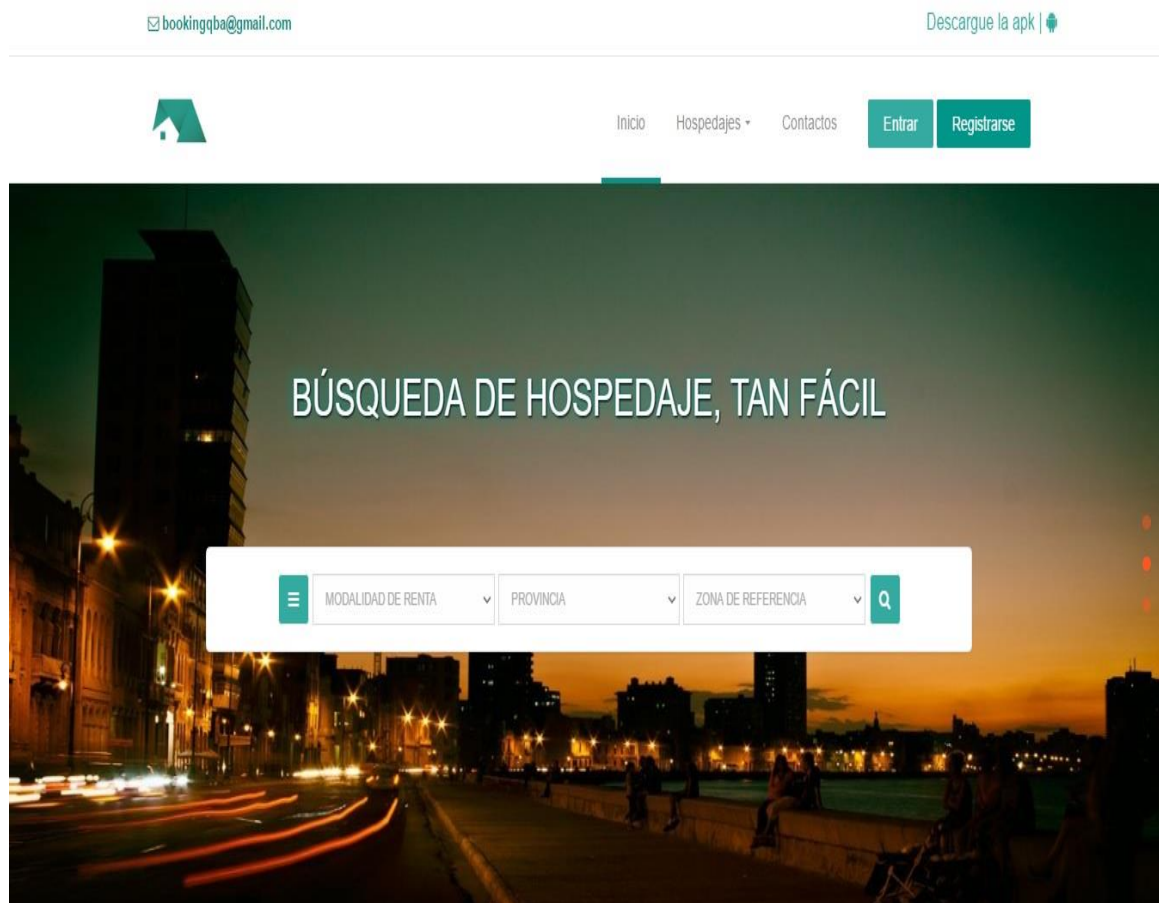 bookingqba@gmail.com
Descargue la apk |
Inicio Hospedajes Contactos Entrar Registrarse
BÚSQUEDA DE HOSPEDAJE, TAN FÁCIL
MODALIDAD DE RENTA PROVINCIA ZONA DE REFERENCIA